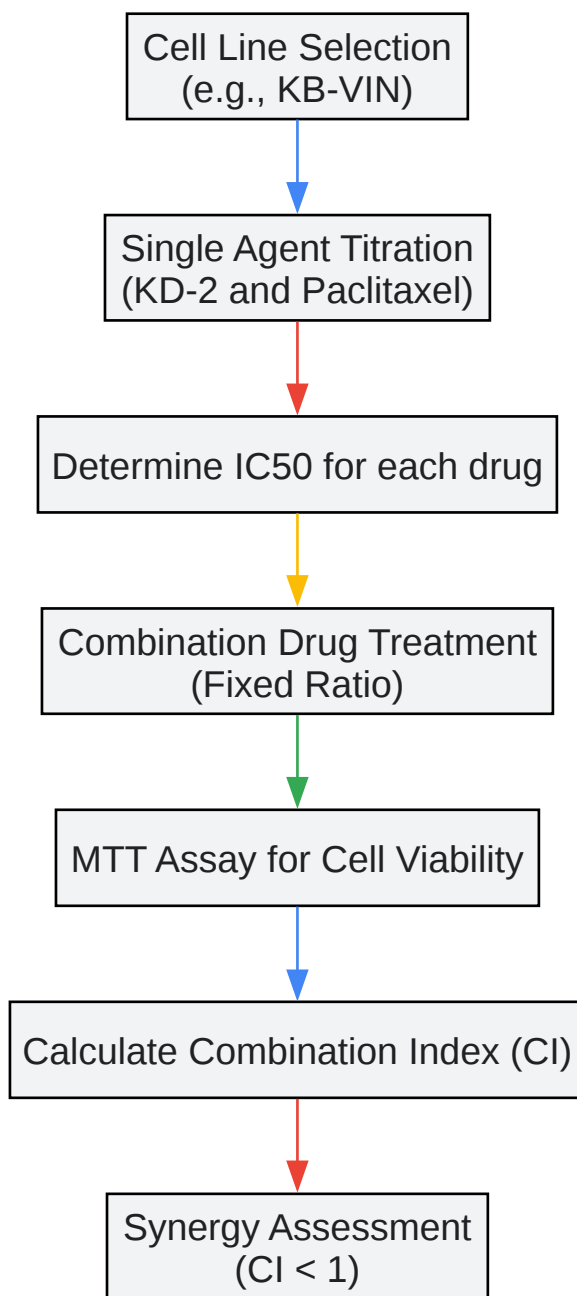 Cell Line Selection
(e.g., KB-VIN)
Single Agent Titration
(KD-2 and Paclitaxel)
Determine IC50 for each drug
Combination Drug Treatment
(Fixed Ratio)
MTT Assay for Cell Viability
Calculate Combination Index (CI)
Synergy Assessment
(CI < 1)